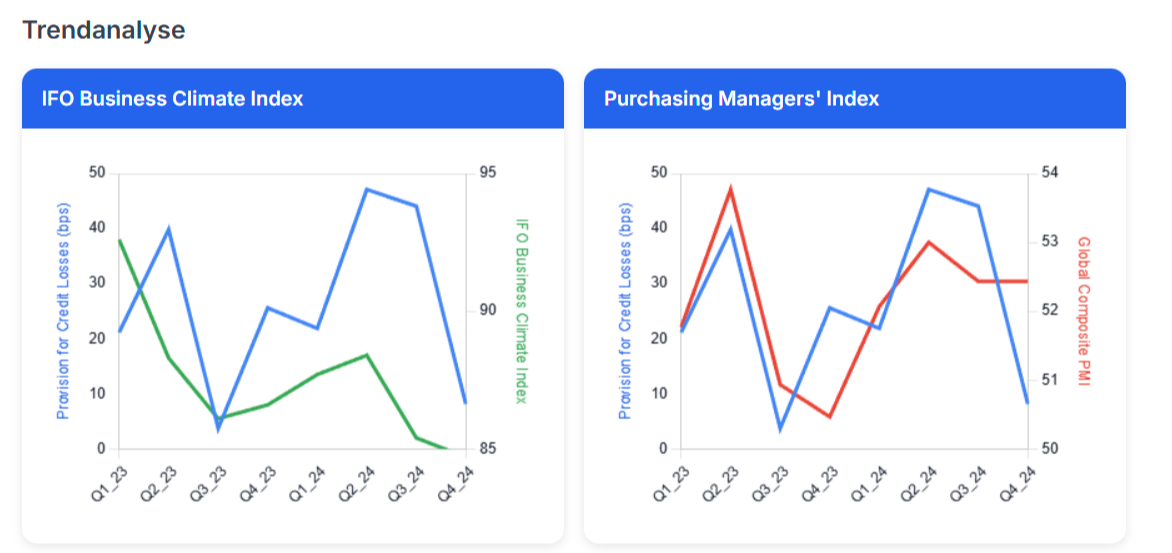 Trendanalyse
IFO Business Climate Index
50
40
30
20
10
0
Provision for Credit Losses (bps)
95
90
85
IFO Business Climate Index
Q1_23
Q2_23
Q3_23
Q4_23
Q1_24
Q2_24
Q3_24
Q4_24
Purchasing Managers' Index
50
40
30
20
10
0
Provision for Credit Losses (bps)
54
53
52
51
50
Global Composite PMI
Q1_23
Q2_23
Q3_23
Q4_23
Q1_24
Q2_24
Q3_24
Q4_24